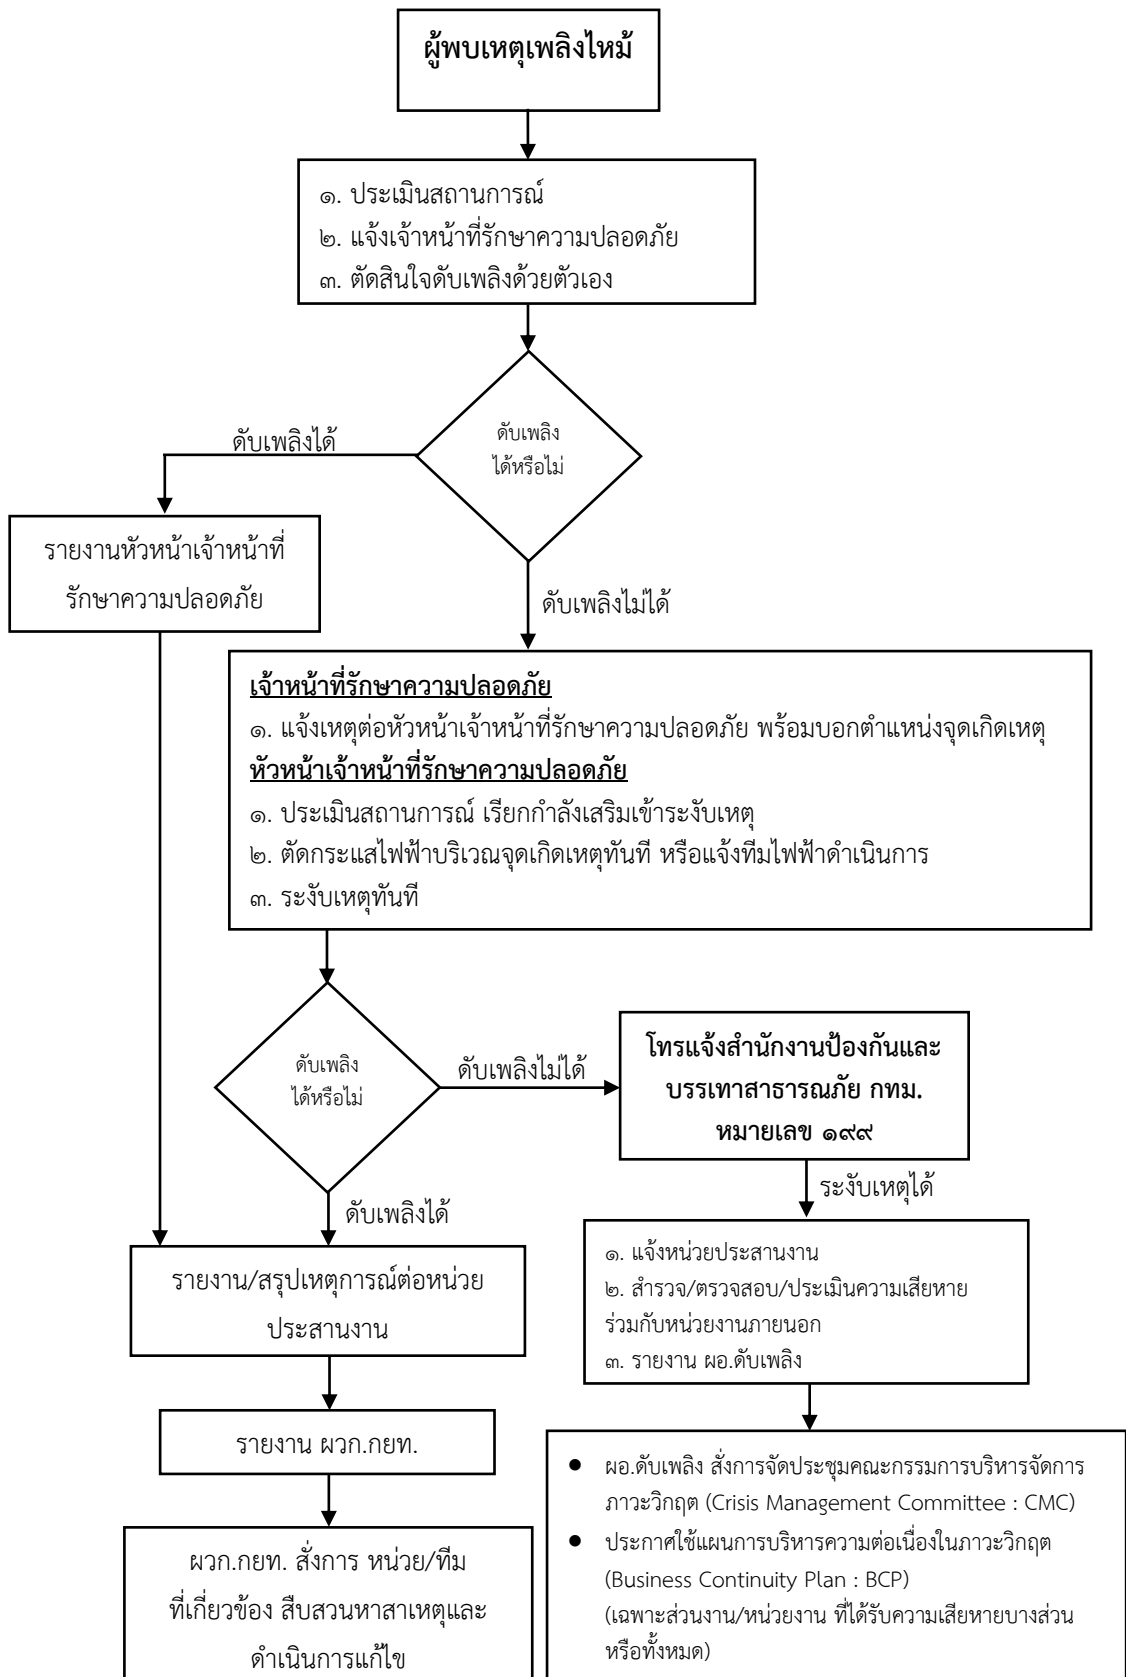 ผู้พบเหตุเพลิงไหม้
๑. ประเมินสถานการณ์
๒. แจ้งเจ้าหน้าที่รักษาความปลอดภัย
๓. ตัดสินใจดับเพลิงด้วยตัวเอง
ดับเพลิง
ได้หรือไม่
ดับเพลิงได้
รายงานหัวหน้าเจ้าหน้าที่
รักษาความปลอดภัย
ดับเพลิงไม่ได้
เจ้าหน้าที่รักษาความปลอดภัย
๑. แจ้งเหตุต่อหัวหน้าเจ้าหน้าที่รักษาความปลอดภัย พร้อมบอกตำแหน่งจุดเกิดเหตุ
หัวหน้าเจ้าหน้าที่รักษาความปลอดภัย
๑. ประเมินสถานการณ์ เรียกกำลังเสริมเข้าระงับเหตุ
๒. ตัดกระแสไฟฟ้าบริเวณจุดเกิดเหตุทันที หรือแจ้งทีมไฟฟ้าดำเนินการ
๓. ระงับเหตุทันที
ดับเพลิง
ได้หรือไม่
ดับเพลิงไม่ได้
โทรแจ้งสำนักงานป้องกันและ
บรรเทาสาธารณภัย กทม.
หมายเลข ๑๙๙
ระงับเหตุได้
ดับเพลิงได้
๑. แจ้งหน่วยประสานงาน
๒. สำรวจ/ตรวจสอบ/ประเมินความเสียหาย
ร่วมกับหน่วยงานภายนอก
๓. รายงาน ผอ.ดับเพลิง
รายงาน/สรุปเหตุการณ์ต่อหน่วย
ประสานงาน
รายงาน ผวก.กยท.
ผวก.กยท. สั่งการ หน่วย/ทีม
ที่เกี่ยวข้อง สืบสวนหาสาเหตุและ
ดำเนินการแก้ไข
● ผอ.ดับเพลิง สั่งการจัดประชุมคณะกรรมการบริหารจัดการ
ภาวะวิกฤต (Crisis Management Committee : CMC)
● ประกาศใช้แผนการบริหารความต่อเนื่องในภาวะวิกฤต
(Business Continuity Plan : BCP)
(เฉพาะส่วนงาน/หน่วยงาน ที่ได้รับความเสียหายบางส่วน
หรือทั้งหมด)